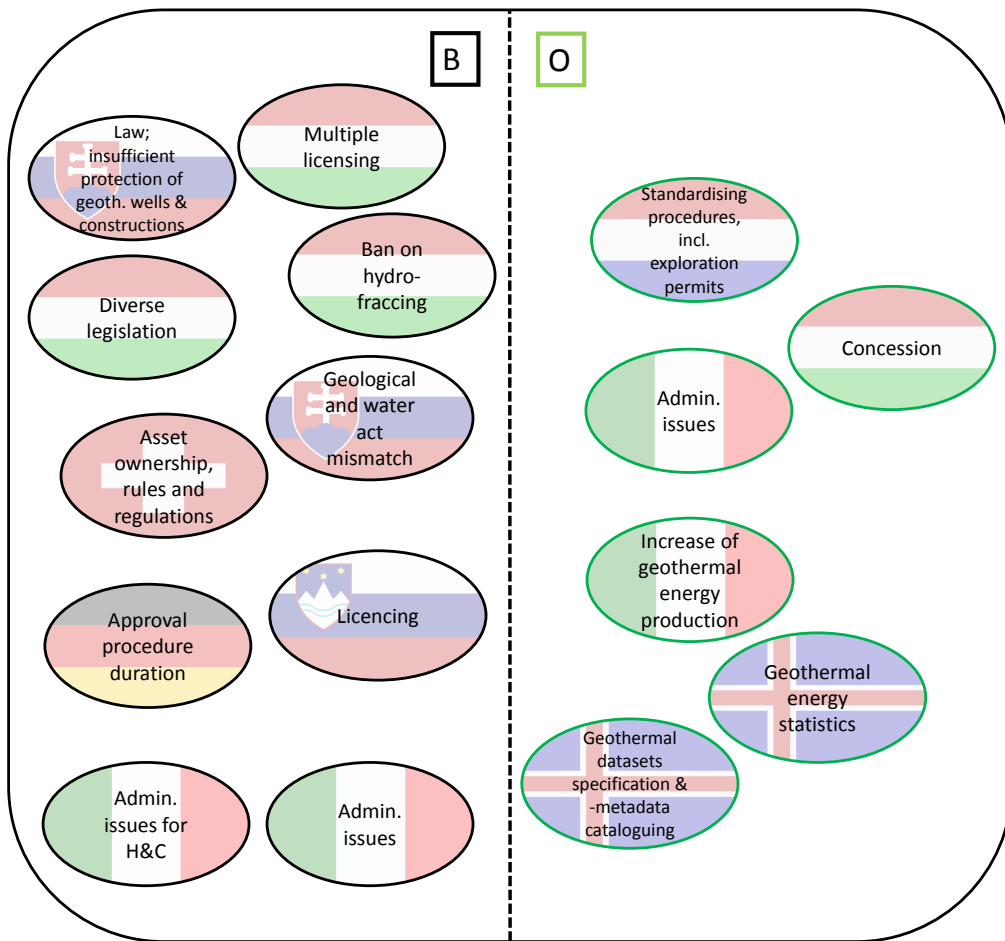 B
Law;
insufficient
protection of
geoth. wells &
constructions
Multiple
licensing
Diverse
legislation
Ban on
hydro-
fraccing
Geological
and water
act
mismatch
Asset
ownership,
rules and
regulations
Approval
procedure
duration
Licencing
Admin.
issues for
H&C
Admin.
issues
O
Standardising
procedures,
incl.
exploration
permits
Concession
Admin.
issues
Increase of
geothermal
energy
production
Geothermal
energy
statistics
Geothermal
datasets
specification &
-metadata
cataloguing